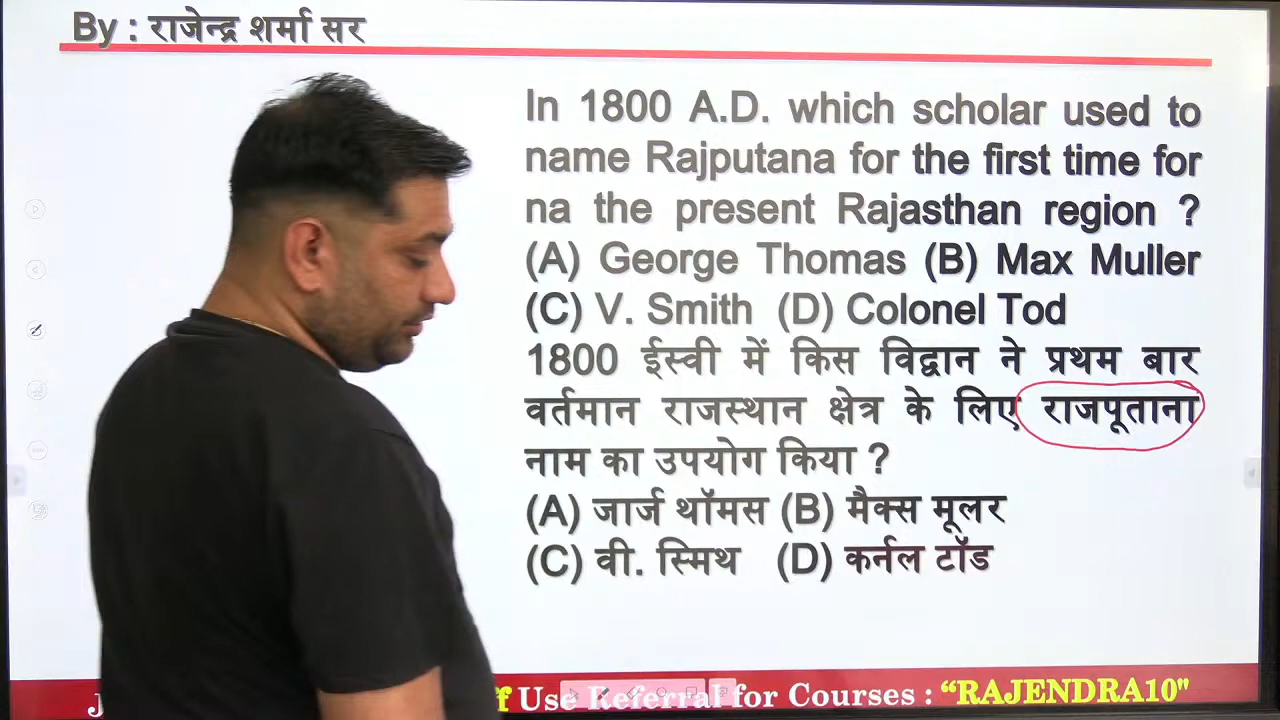 By : राजेन्द्र शर्मा सर
In 1800 A.D. which scholar used to
name Rajputana for the first time for
na the present Rajasthan region ?
(A) George Thomas (B) Max Muller
(C) V. Smith (D) Colonel Tod
1800 ईस्वी में किस विद्वान ने प्रथम बार
वर्तमान राजस्थान क्षेत्र के लिए राजपूताना
नाम का उपयोग किया ?
(A) जार्ज थॉमस (B) मैक्स मूलर
(C) वी. स्मिथ (D) कर्नल टॉड
Use Referral for Courses : “RAJENDRA10"